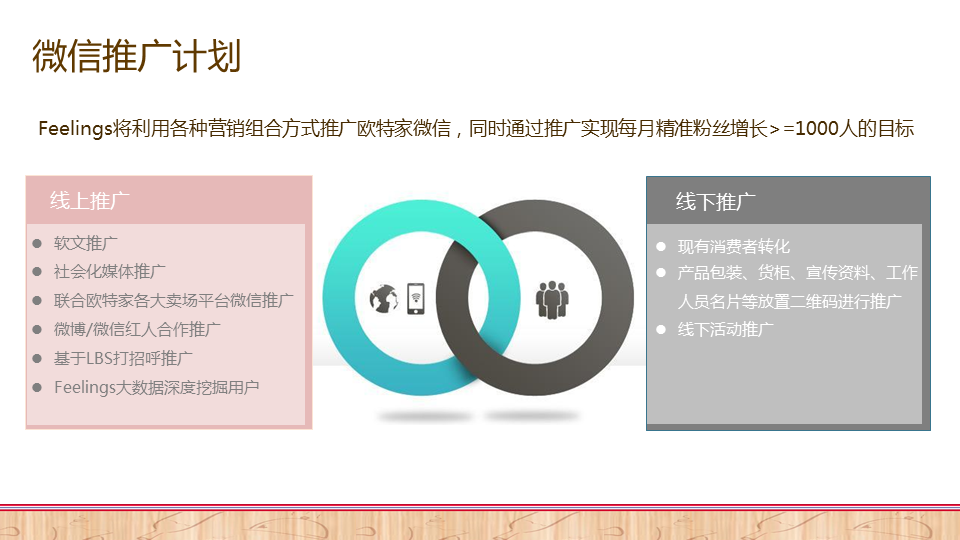 微信推广计划
Feelings将利用各种营销组合方式推广欧特家微信，同时通过推广实现每月精准粉丝增长>=1000人的目标
线上推广
● 软文推广
● 社会化媒体推广
● 联合欧特家各大卖场平台微信推广
● 微博/微信红人合作推广
● 基于LBS打招呼推广
● Feelings大数据深度挖掘用户
线下推广
● 现有消费者转化
● 产品包装、货柜、宣传资料、工作
人员名片等放置二维码进行推广
● 线下活动推广